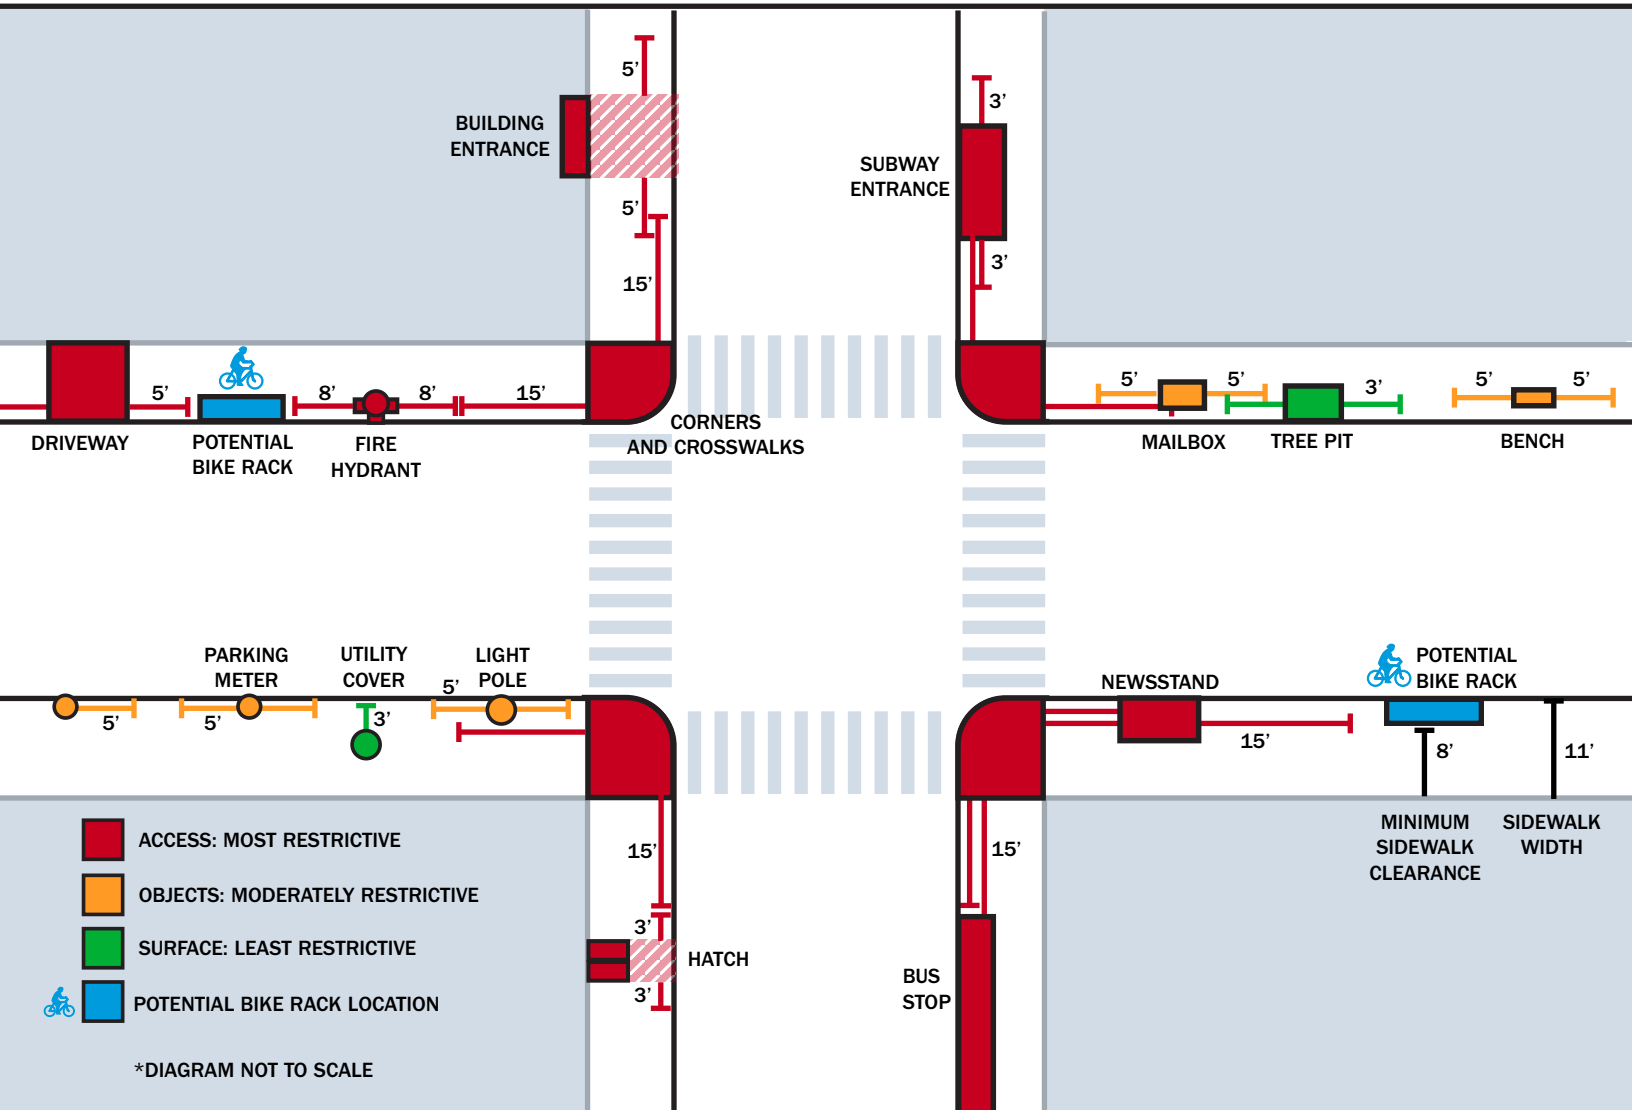 5’
BUILDING
ENTRANCE
5’
15’
3’
SUBWAY
ENTRANCE
3’
5’
8’
8’
15’
DRIVEWAY
POTENTIAL
BIKE RACK
FIRE
HYDRANT
CORNERS
AND CROSSWALKS
5’
5’
3’
5’
5’
MAILBOX
TREE PIT
BENCH
PARKING
METER
UTILITY
COVER
LIGHT
POLE
5’
5’
5’
3’
NEWSSTAND
POTENTIAL
BIKE RACK
15’
8’
11’
MINIMUM
SIDEWALK
CLEARANCE
SIDEWALK
WIDTH
15’
3’
HATCH
3’
15’
BUS
STOP
ACCESS: MOST RESTRICTIVE
OBJECTS: MODERATELY RESTRICTIVE
SURFACE: LEAST RESTRICTIVE
POTENTIAL BIKE RACK LOCATION
*DIAGRAM NOT TO SCALE